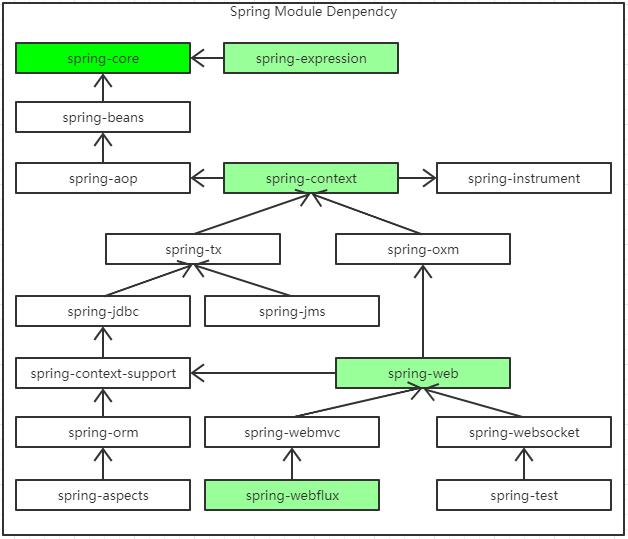 Spring Module Denpendcy
spring-core
spring-expression
spring-beans
spring-aop
spring-context
spring-instrument
spring-tx
spring-oxm
spring-jdbc
spring-jms
spring-context-support
spring-web
spring-orm
spring-webmvc
spring-websocket
spring-aspects
spring-webflux
spring-test